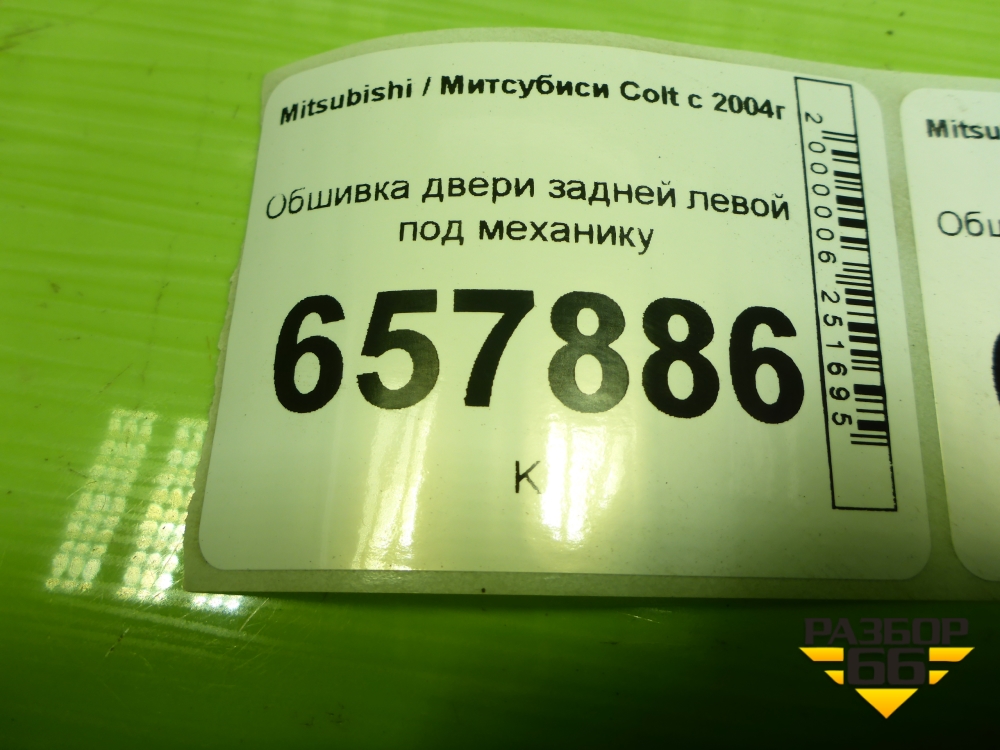 Mitsubishi / Митсубиси Colt с 2004г
Обшивка двери задней левой
под механику
657886
К
2000006251695
Mitsu
Обш
РАЗБОР
66